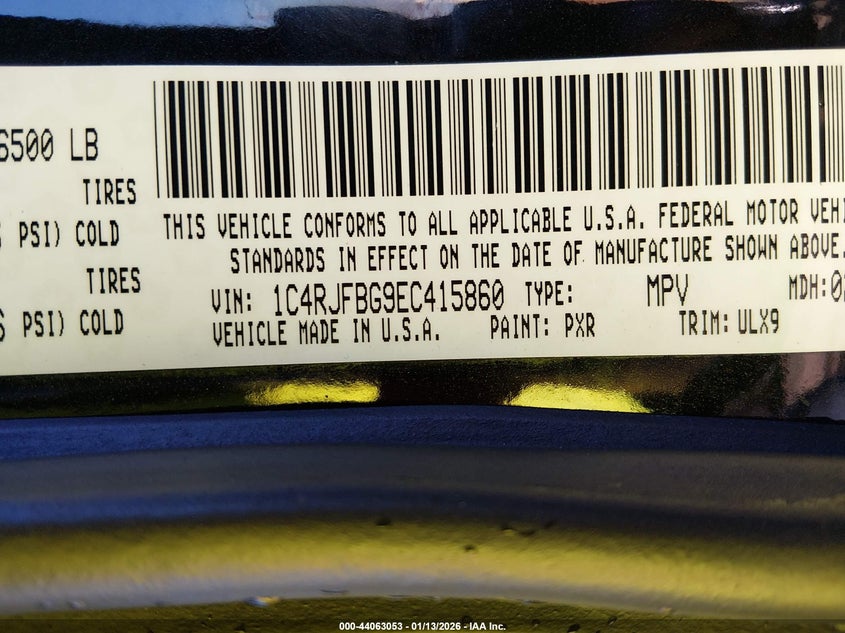 6500 LB
TIRES
PSI) COLD
TIRES
PSI) COLD
THIS VEHICLE CONFORMS TO ALL APPLICABLE U.S.A. FEDERAL MOTOR VEHI
STANDARDS IN EFFECT ON THE DATE OF MANUFACTURE SHOWN ABOVE.
VIN: 1C4RJFBG9EC415860 TYPE: MPV MDH:0
VEHICLE MADE IN U.S.A. PAINT: PXR TRIM: ULX9
000-44063053 - 01/13/2026 - IAA Inc.